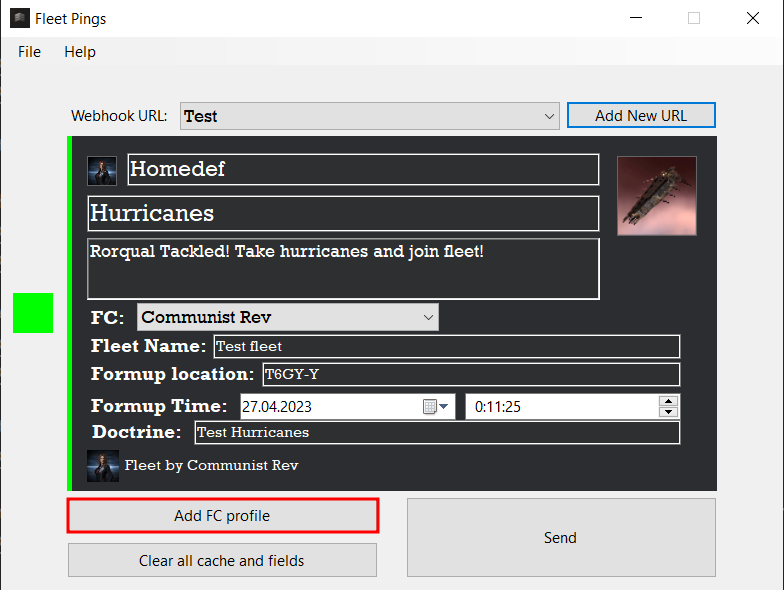 Fleet Pings
File Help
Webhook URL: Test Add New URL
Homedef
Hurricanes
Rorqual Tackled! Take hurricanes and join fleet!
FC: Communist Rev
Fleet Name: Test fleet
Formup location: T6GY-Y
Formup Time: 27.04.2023 0:11:25
Doctrine: Test Hurricanes
Fleet by Communist Rev
Add FC profile
Send
Clear all cache and fields